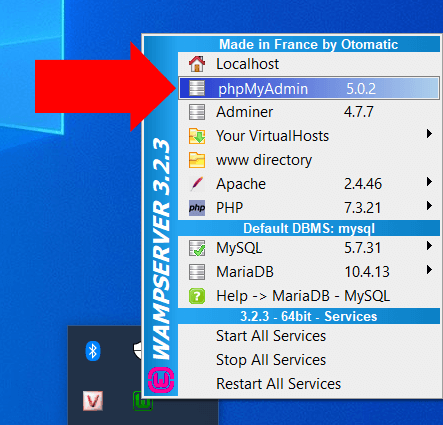 Made in France by Otomatic
Localhost
phpMyAdmin 5.0.2
Adminer 4.7.7
Your VirtualHosts
www directory
Apache 2.4.46
php PHP 7.3.21
Default DBMS: mysql
MySQL 5.7.31
MariaDB 10.4.13
? Help -> MariaDB - MySQL
3.2.3 - 64bit - Services
Start All Services
Stop All Services
Restart All Services
WAMPSERVER 3.2.3